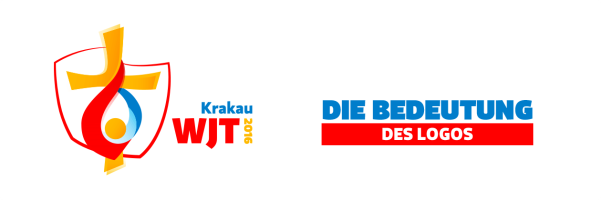 Krakau
WJT 2016
DIE BEDEUTUNG
DES LOGOS